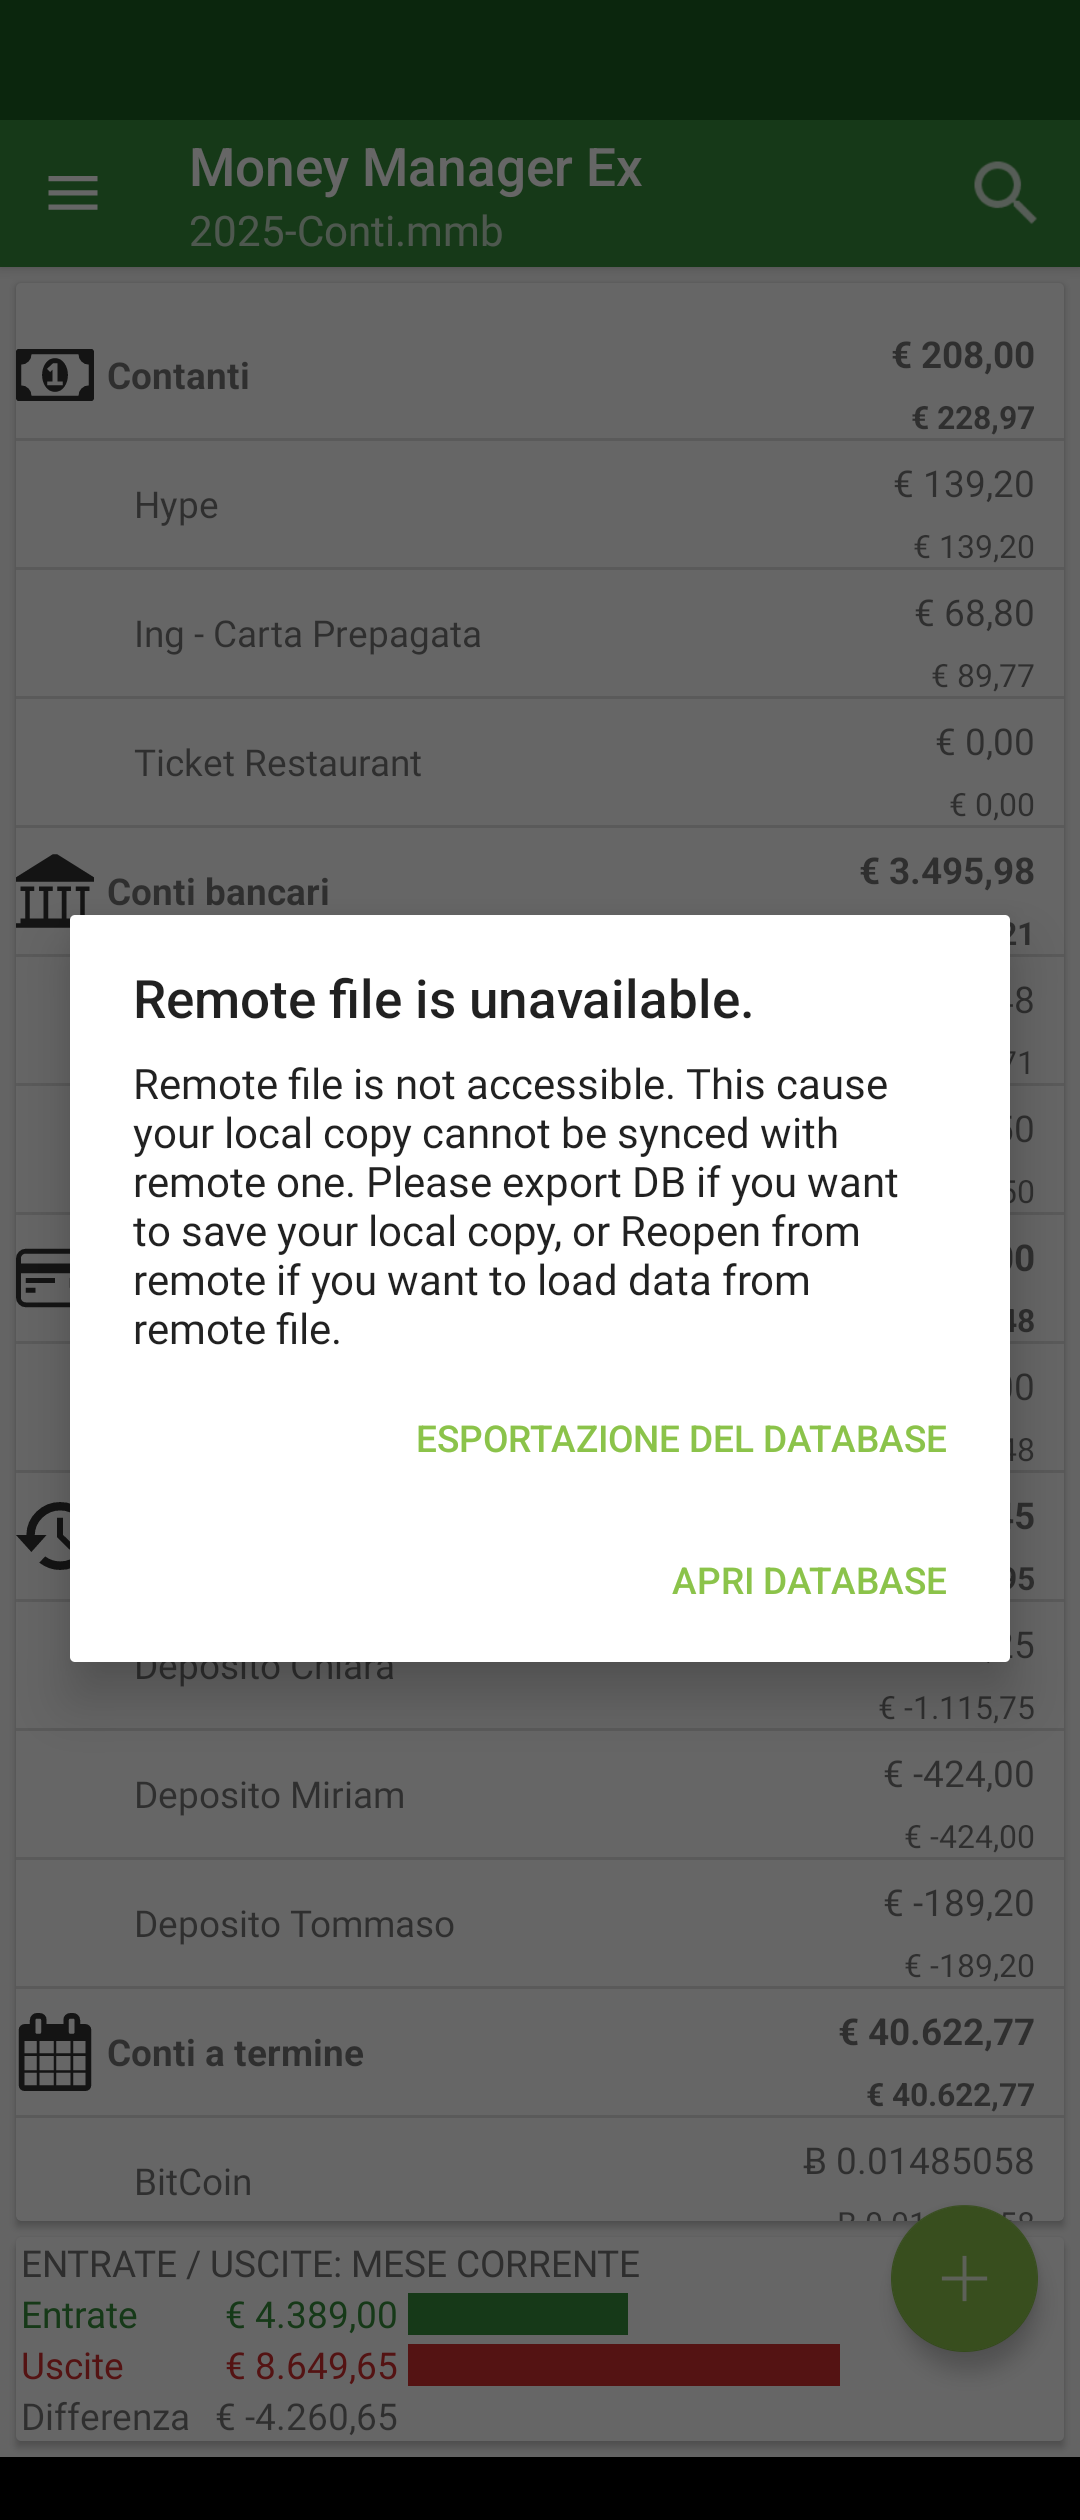 Money Manager Ex
2025-Conti.mmb
Contanti
€ 208,00
€ 228,97
Hype
€ 139,20
€ 139,20
Ing - Carta Prepagata
€ 68,80
€ 89,77
Ticket Restaurant
€ 0,00
€ 0,00
Conti bancari
€ 3.495,98
Remote file is unavailable.
Remote file is not accessible. This cause
your local copy cannot be synced with
remote one. Please export DB if you want
to save your local copy, or Reopen from
remote if you want to load data from
remote file.
ESPORTAZIONE DEL DATABASE
APRI DATABASE
Deposito Chiara
€ -1.115,75
Deposito Miriam
€ -424,00
€ -424,00
Deposito Tommaso
€ -189,20
€ -189,20
Conti a termine
€ 40.622,77
€ 40.622,77
BitCoin
Ƀ 0.01485058
ENTRATE / USCITE: MESE CORRENTE
Entrate € 4.389,00
Uscite € 8.649,65
Differenza € -4.260,65